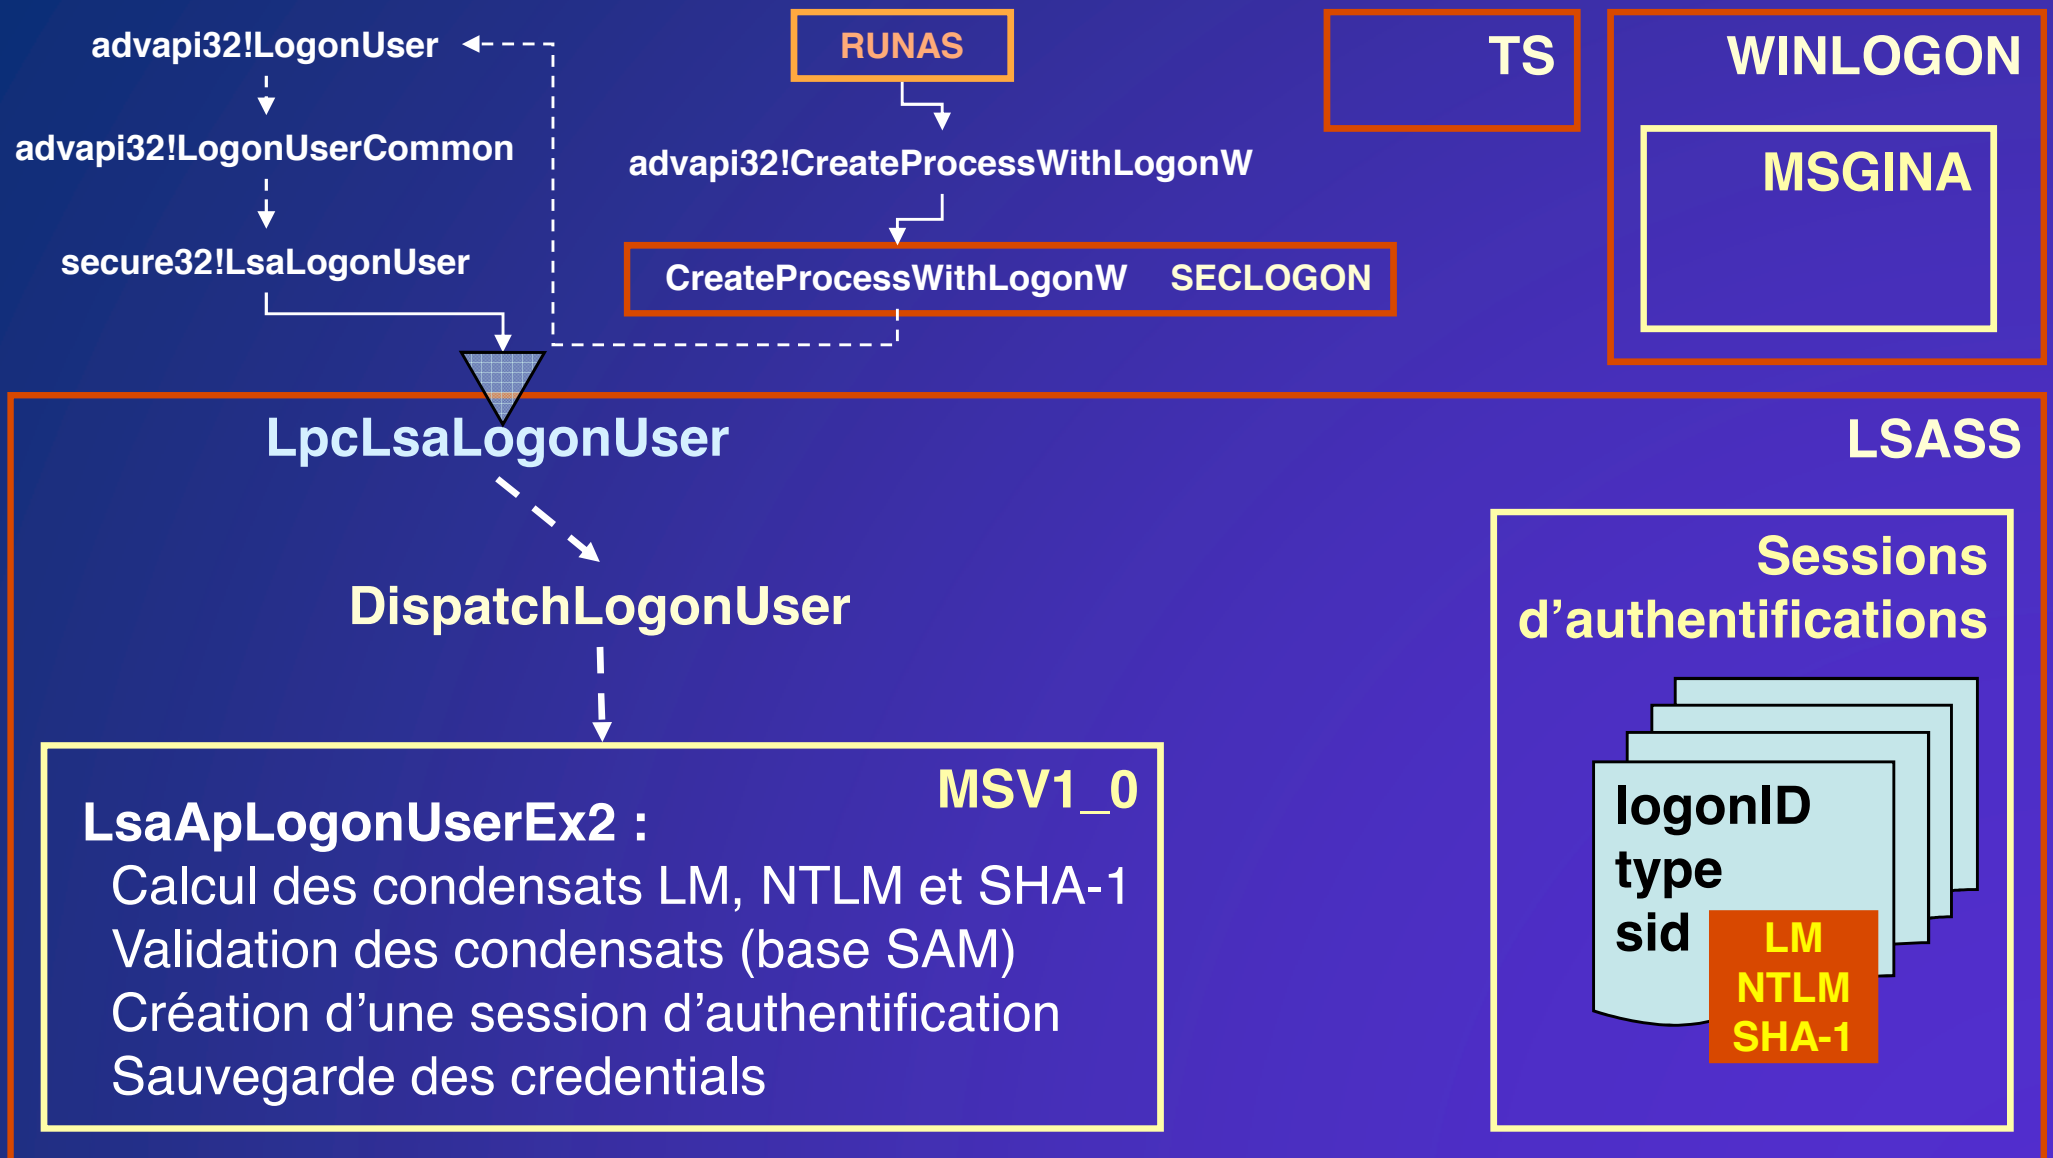 advapi32!LogonUser
RUNAS
TS
WINLOGON
advapi32!LogonUserCommon
advapi32!CreateProcessWithLogonW
MSGINA
secure32!LsaLogonUser
CreateProcessWithLogonW SECLOGON
LpcLsaLogonUser
LSASS
DispatchLogonUser
Sessions
d’authentifications
MSV1_0
LsaApLogonUserEx2 :
Calcul des condensats LM, NTLM et SHA-1
Validation des condensats (base SAM)
Création d’une session d’authentification
Sauvegarde des credentials
logonID
type
sid
LM
NTLM
SHA-1